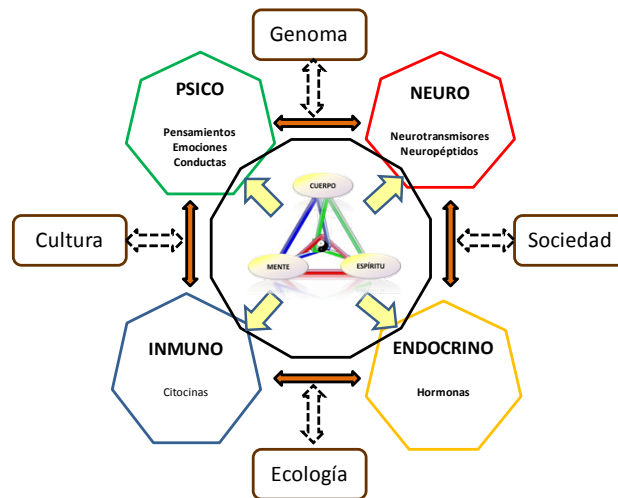 Genoma
PSICO
Pensamientos
Emociones
Conductas
NEURO
Neurotransmisores
Neuropéptidos
CUERPO
Cultura
Sociedad
MENTE
ESPÍRITU
INMUNO
Citocinas
ENDOCRINO
Hormonas
Ecología